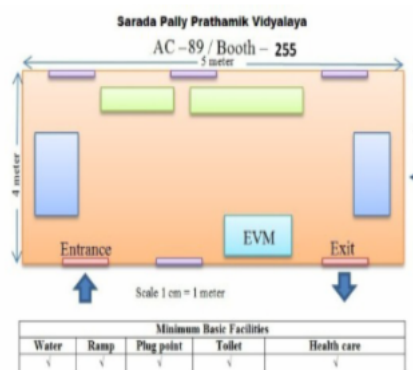 Sarada Pally Prathamik Vidyalaya
AC -89 / Booth - 255
5 meter
4 meter
EVM
Entrance
Exit
Scale 1 cm = 1 meter
Minimum Basic Facilities
Water Ramp Plug point Toilet Health care
√ √ √ √ √